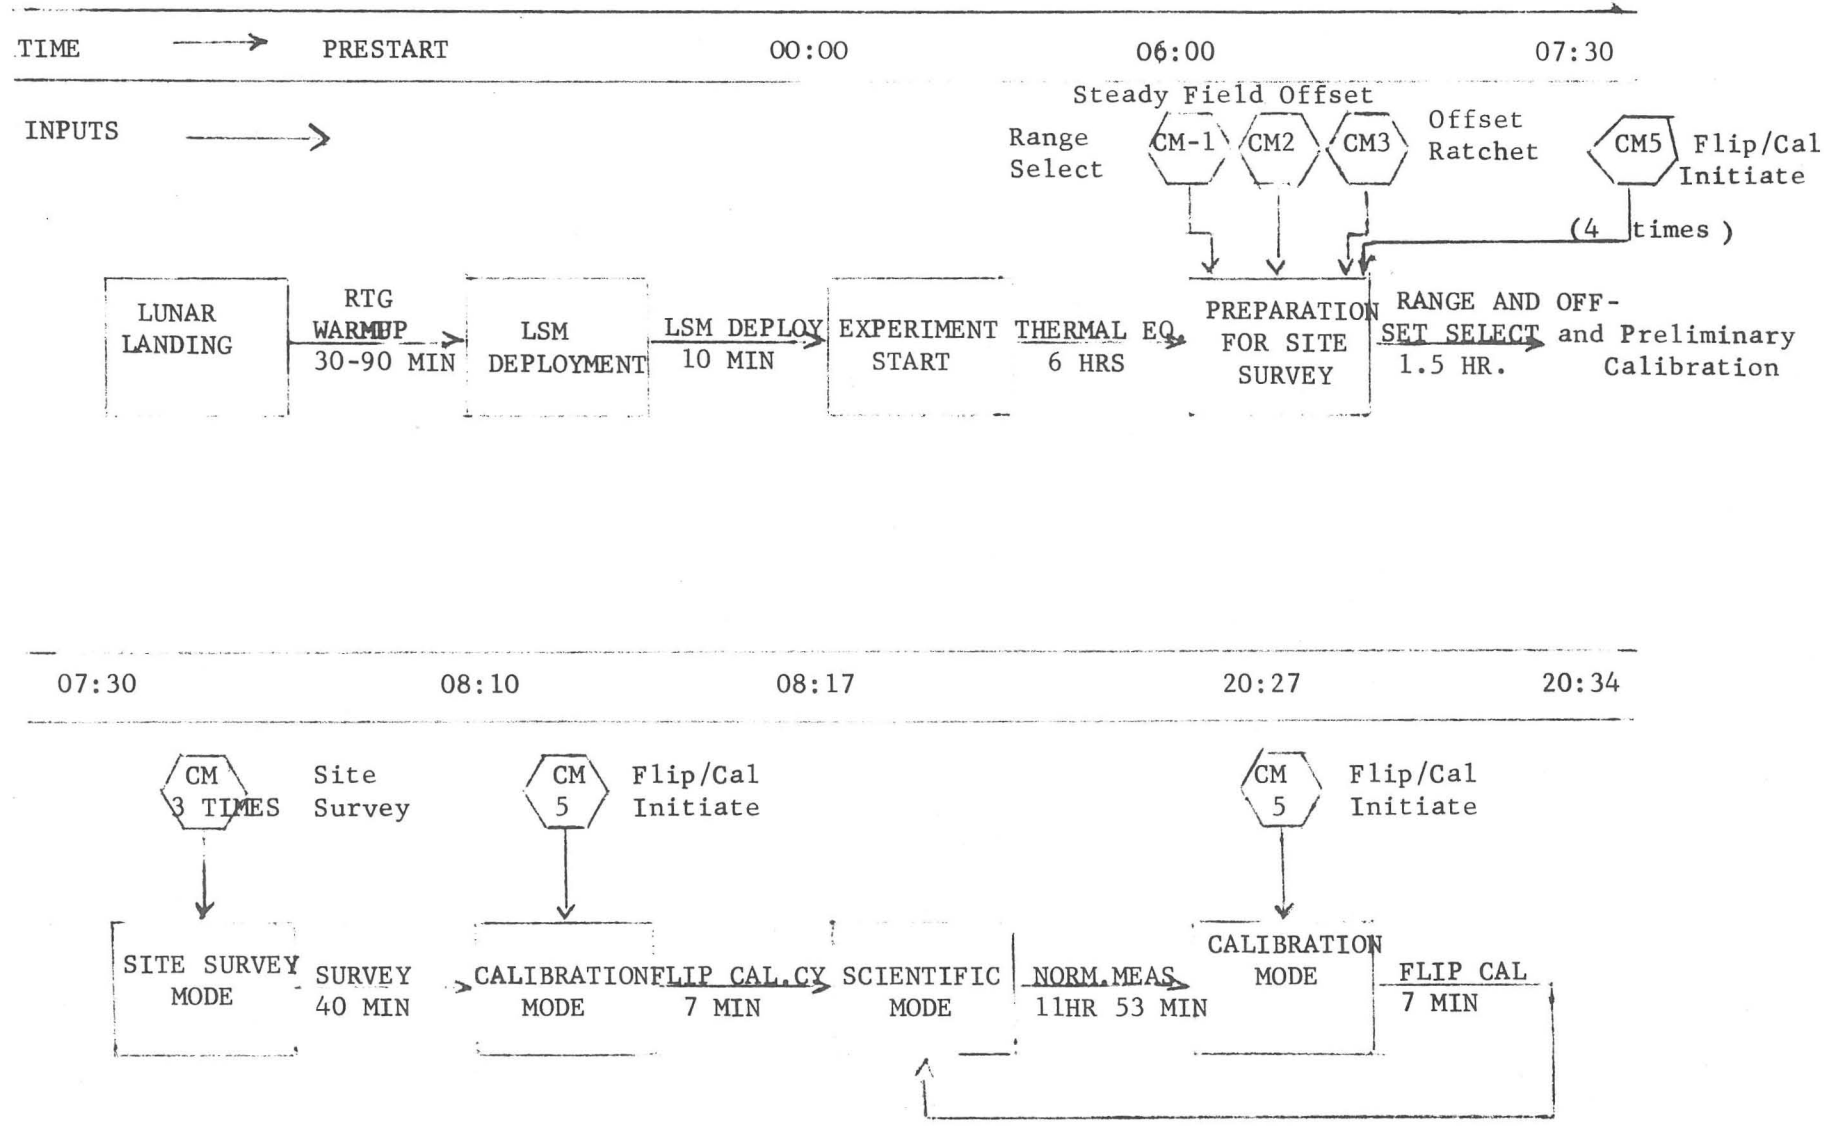 TIME PRESTART 00:00 06:00 07:30
Steady Field Offset
INPUTS
Range
Select
CM-1
CM2
CM3
Offset
Ratchet
CM5
Flip/Cal
Initiate
(4 times )
LUNAR
LANDING
RTG
WARMUP
30-90 MIN
LSM
DEPLOYMENT
LSM DEPLOY
10 MIN
EXPERIMENT
START
THERMAL EQ.
6 HRS
PREPARATION
FOR SITE
SURVEY
RANGE AND OFF-
SET SELECT and Preliminary
1.5 HR. Calibration
07:30 08:10 08:17 20:27 20:34
CM
3 TIMES
Site
Survey
CM
5
Flip/Cal
Initiate
CM
5
Flip/Cal
Initiate
SITE SURVEY
MODE
SURVEY
40 MIN
CALIBRATION
MODE
FLIP CAL.CY
7 MIN
SCIENTIFIC
MODE
NORM.MEAS
11HR 53 MIN
CALIBRATION
MODE
FLIP CAL
7 MIN